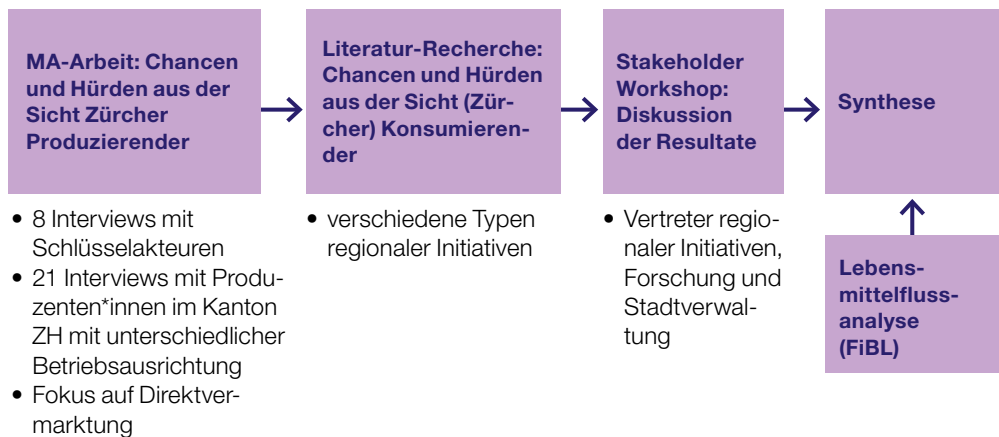 MA-Arbeit: Chancen
und Hürden aus der
Sicht Zürcher
Produzierender
• 8 Interviews mit
Schlüsselakteuren
• 21 Interviews mit Produ-
zenten*innen im Kanton
ZH mit unterschiedlicher
Betriebsausrichtung
• Fokus auf Direktver-
marktung
Literatur-Recherche:
Chancen und Hürden
aus der Sicht (Zür-
cher) Konsumieren-
der
• verschiedene Typen
regionaler Initiativen
Stakeholder
Workshop:
Diskussion
der Resultate
• Vertreter regio-
naler Initiativen,
Forschung und
Stadtverwal-
tung
Synthese
Lebens-
mittelfluss-
analyse
(FiBL)